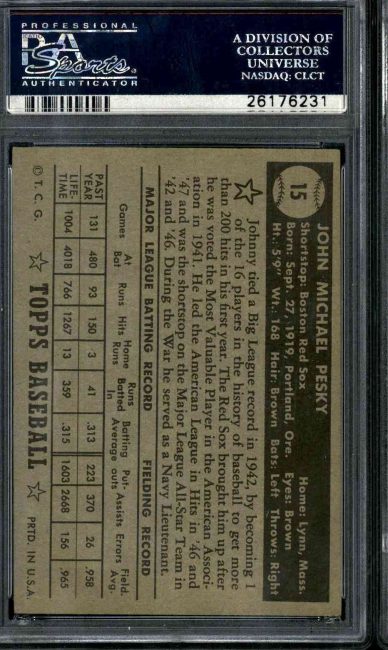 PROFESSIONAL
PSA
Sports
AUTHENTICATOR
A DIVISION OF
COLLECTORS
UNIVERSE
NASDAQ: CLCT
26176231
15
JOHN MICHAEL PESKY
Shortstop: Boston Red Sox Home: Lynn, Mass.
Born: Sept. 27, 1919, Portland, Ore. Eyes: Brown
Ht.: 5'9" Wt.: 168 Hair: Brown Bats: Left Throws: Right
Johnny tied a Big League record in 1942, by becoming 1
of the 16 players in the history of baseball to get more
than 200 hits in his first year. The Red Sox brought him up after
he was voted the Most Valuable Player in the American Associ-
ation in 1941. He led the American League in Hits in '46 and
'47 and was the shortstop on the Major League All-Star Team in
'42 and '46. During the War he served as a Navy Lieutenant.
MAJOR LEAGUE BATTING RECORD FIELDING RECORD
Games At Bat Runs Hits Home Runs Runs Batted In Batting Average Put-outs Assists Errors Field. Avg.
PAST YEAR 131 480 93 150 3 41 .313 223 370 26 .958
LIFE-TIME 1004 4018 766 1267 13 359 .315 1603 2668 156 .965
© T. C. G. TOPPS BASEBALL PRTD. IN U.S.A.